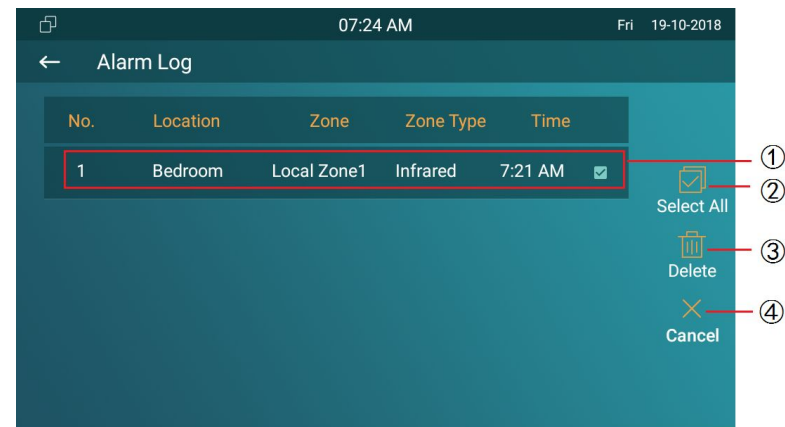 07:24 AM Fri 19-10-2018
Alarm Log
No. Location Zone Zone Type Time
1 Bedroom Local Zone1 Infrared 7:21 AM
①
②
Select All
③
Delete
④
Cancel